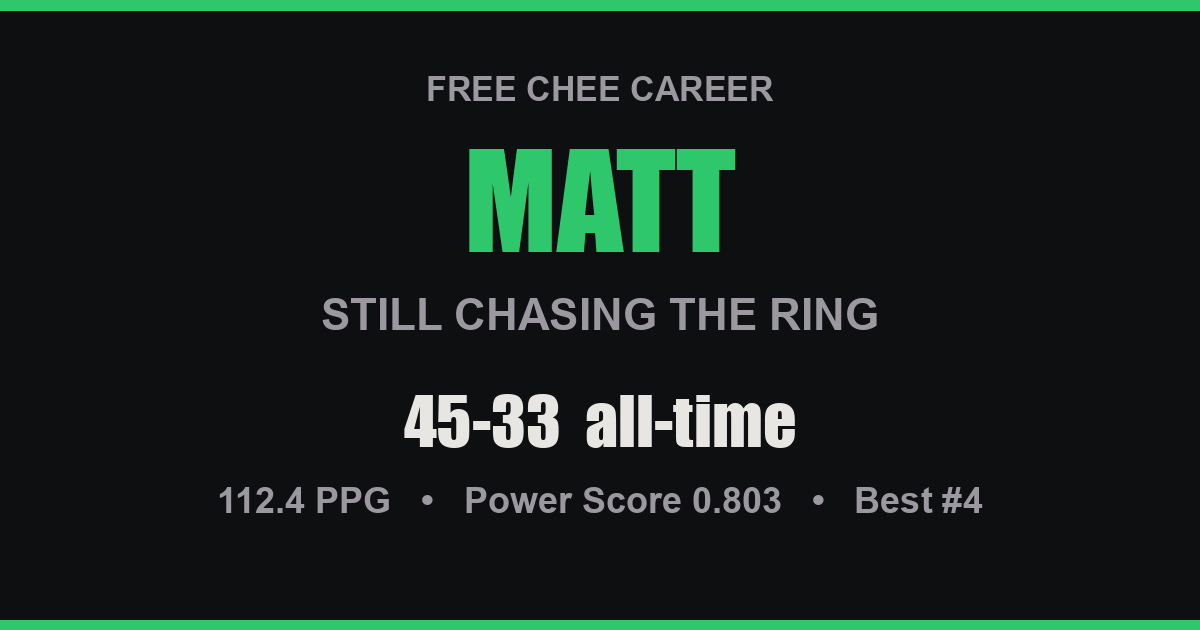 FREE CHEE CAREER
MATT
STILL CHASING THE RING
45-33 all-time
112.4 PPG • Power Score 0.803 • Best #4